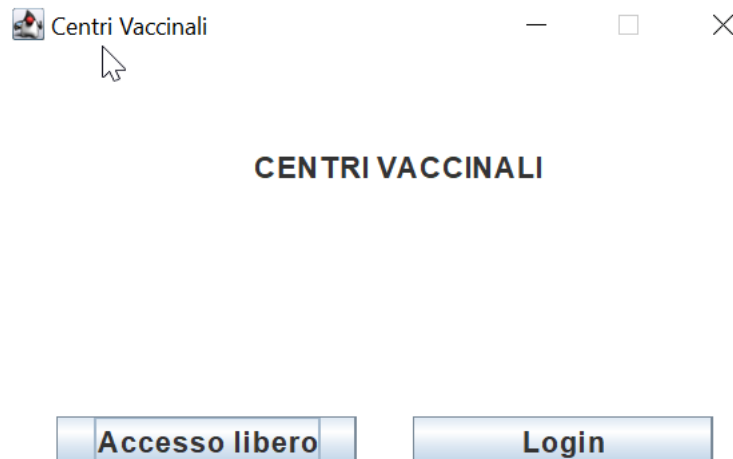 Centri Vaccinali
CENTRI VACCINALI
Accesso libero
Login